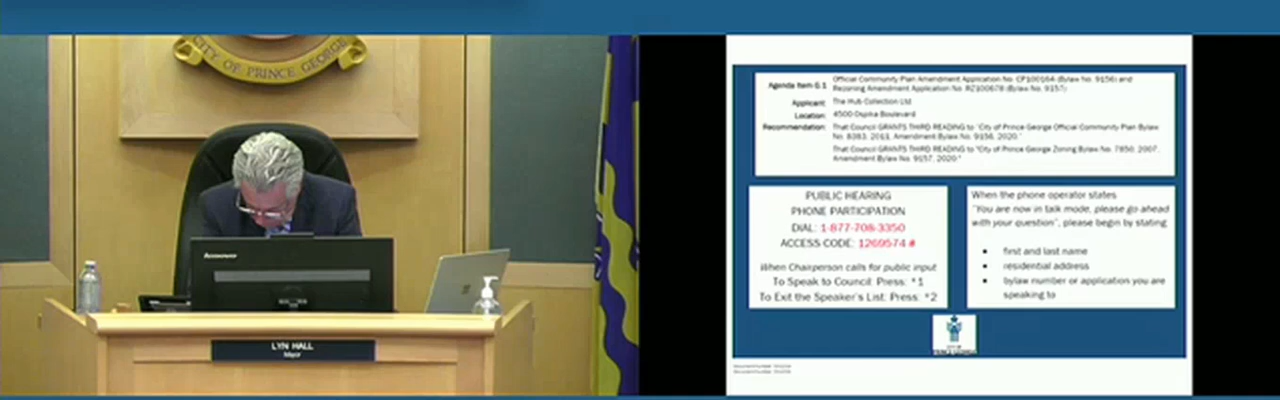 CITY OF PRINCE GEORGE
Lenovo
LYN HALL
Mayor
Agenda Item G.1
Official Community Plan Amendment Application No. CP100164 (Bylaw No. 9156) and
Rezoning Amendment Application No. RZ100678 (Bylaw No. 9157)
Applicant: The Hub Collection Ltd
Location: 4500 Ospika Boulevard
Recommendation: That Council GRANTS THIRD READING to "City of Prince George Official Community Plan Bylaw
No. 8383, 2011, Amendment Bylaw No. 9156, 2020."
That Council GRANTS THIRD READING to "City of Prince George Zoning Bylaw No. 7850, 2007,
Amendment Bylaw No. 9157, 2020."
PUBLIC HEARING
PHONE PARTICIPATION
DIAL: 1-877-708-3350
ACCESS CODE: 1269574 #
When Chairperson calls for public input
To Speak to Council: Press: *1
To Exit the Speaker's List: Press: *2
When the phone operator states
"You are now in talk mode, please go ahead
with your question", please begin by stating
• first and last name
• residential address
• bylaw number or application you are
speaking to
CITY OF
PRINCE GEORGE